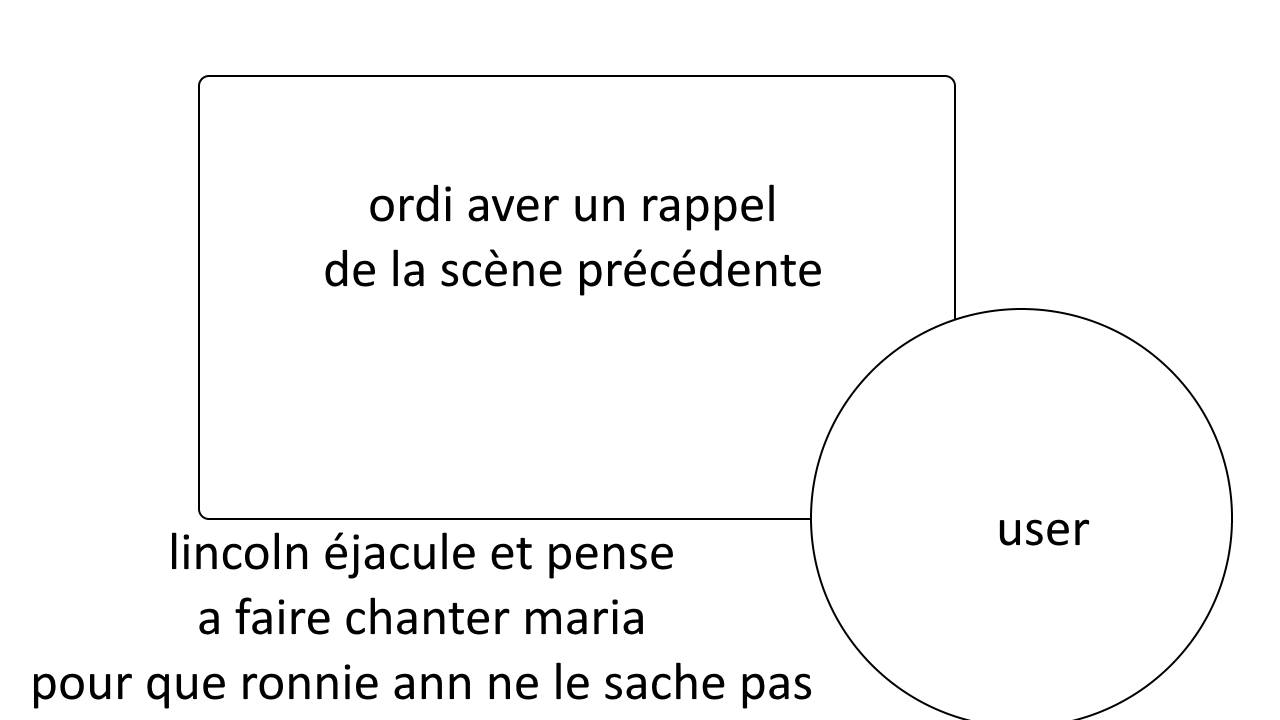 ordi aver un rappel
de la scène précédente
user
lincoln éjacule et pense
a faire chanter maria
pour que ronnie ann ne le sache pas